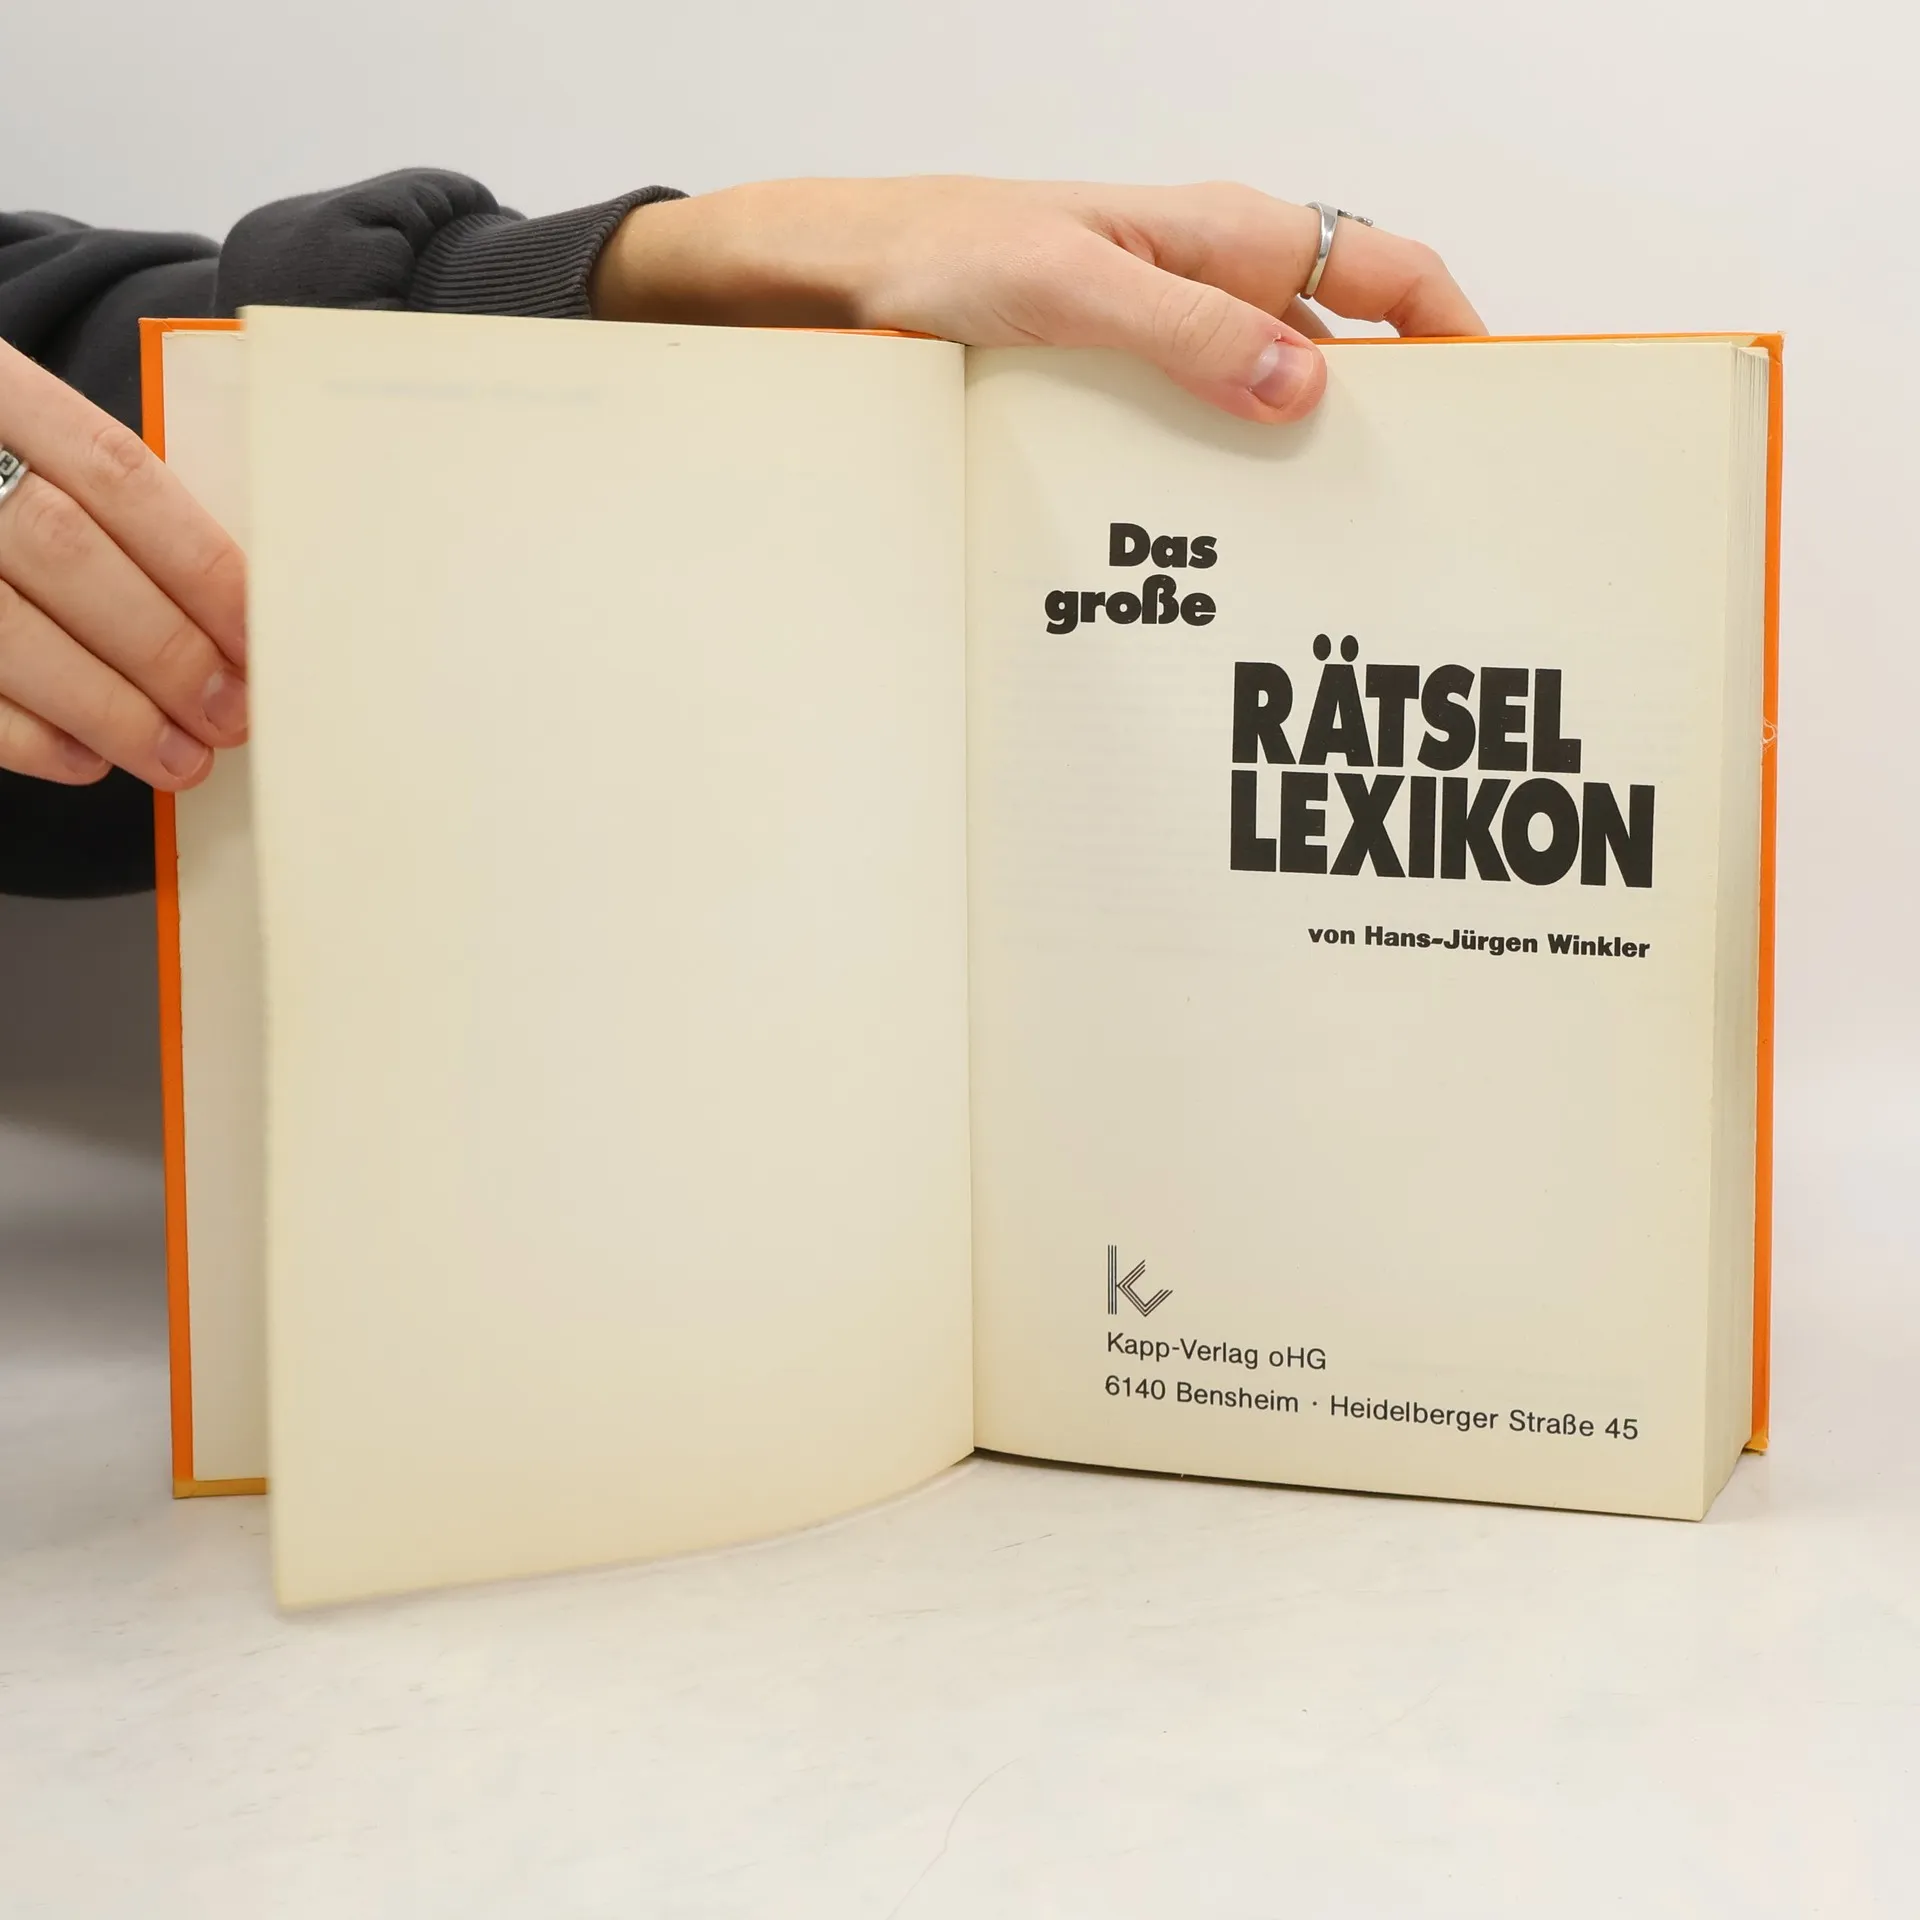 Das
große
RÄTSEL
LEXIKON
von Hans-Jürgen Winkler
Kapp-Verlag oHG
6140 Bensheim · Heidelberger Straße 45